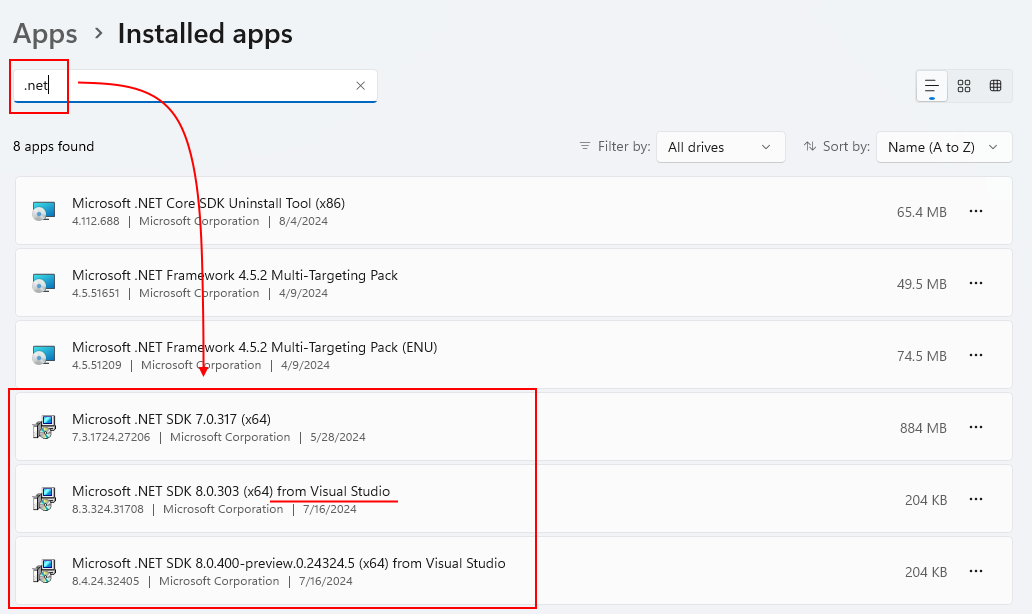 Apps > Installed apps
.net
8 apps found
Filter by: All drives
Sort by: Name (A to Z)
Microsoft .NET Core SDK Uninstall Tool (x86)
4.112.688 | Microsoft Corporation | 8/4/2024
65.4 MB
Microsoft .NET Framework 4.5.2 Multi-Targeting Pack
4.5.51651 | Microsoft Corporation | 4/9/2024
49.5 MB
Microsoft .NET Framework 4.5.2 Multi-Targeting Pack (ENU)
4.5.51209 | Microsoft Corporation | 4/9/2024
74.5 MB
Microsoft .NET SDK 7.0.317 (x64)
7.3.1724.27206 | Microsoft Corporation | 5/28/2024
884 MB
Microsoft .NET SDK 8.0.303 (x64) from Visual Studio
8.3.324.31708 | Microsoft Corporation | 7/16/2024
204 KB
Microsoft .NET SDK 8.0.400-preview.0.24324.5 (x64) from Visual Studio
8.4.24.32405 | Microsoft Corporation | 7/16/2024
204 KB